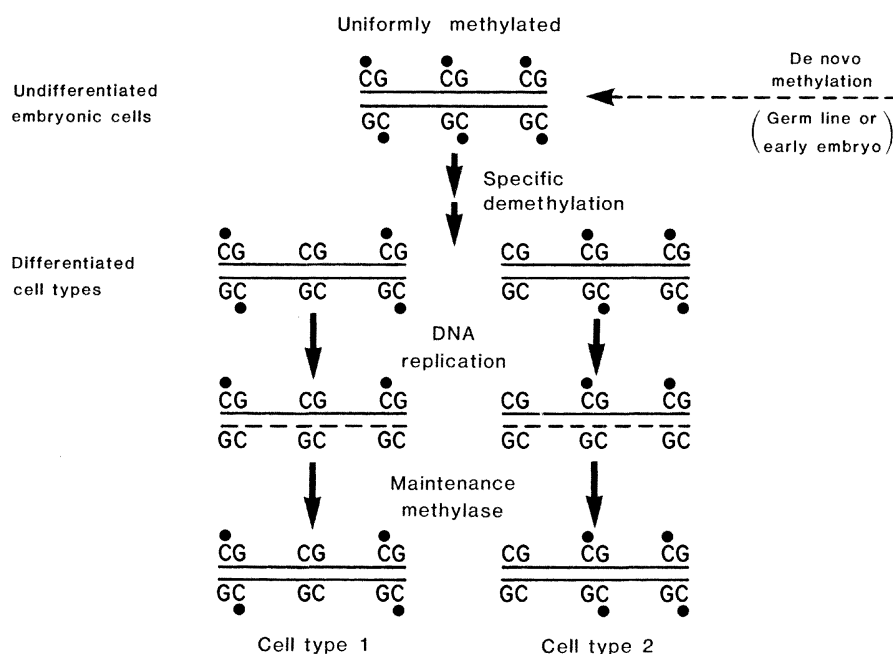 Uniformly methylated
CG CG CG
GC GC GC
Undifferentiated
embryonic cells
De novo
methylation
(Germ line or
early embryo)
Specific
demethylation
CG CG CG
GC GC GC
CG CG CG
GC GC GC
Differentiated
cell types
DNA
replication
CG CG CG
GC GC GC
CG CG CG
GC GC GC
Maintenance
methylase
CG CG CG
GC GC GC
CG CG CG
GC GC GC
Cell type 1
Cell type 2